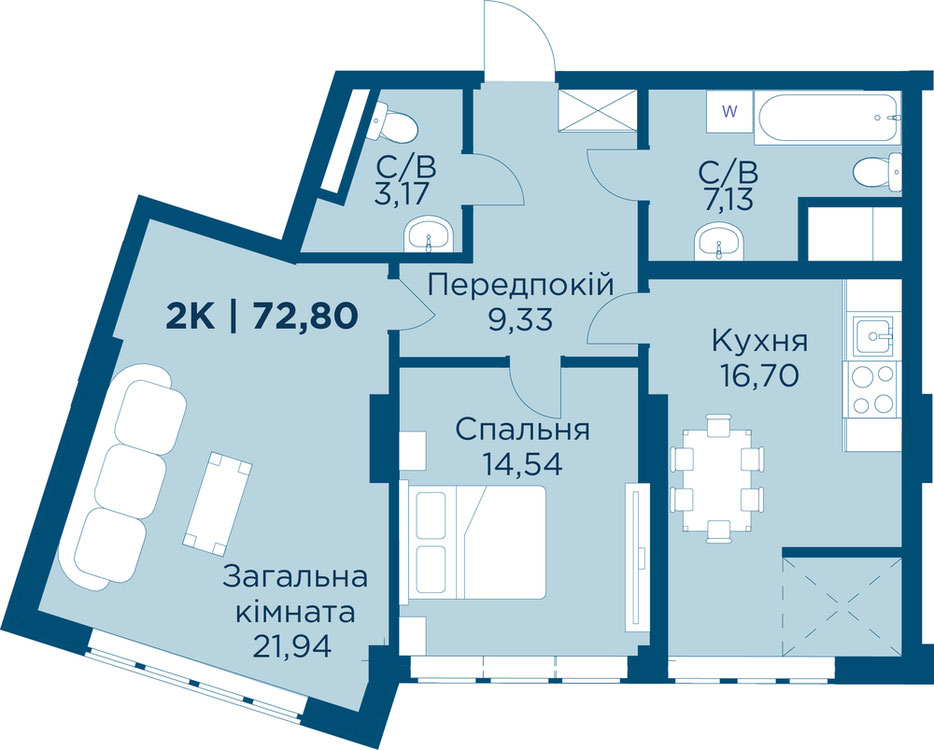 W
С/В
3,17
С/В
7,13
Передпокій
9,33
2К | 72,80
Кухня
16,70
Спальня
14,54
Загальна
кімната
21,94